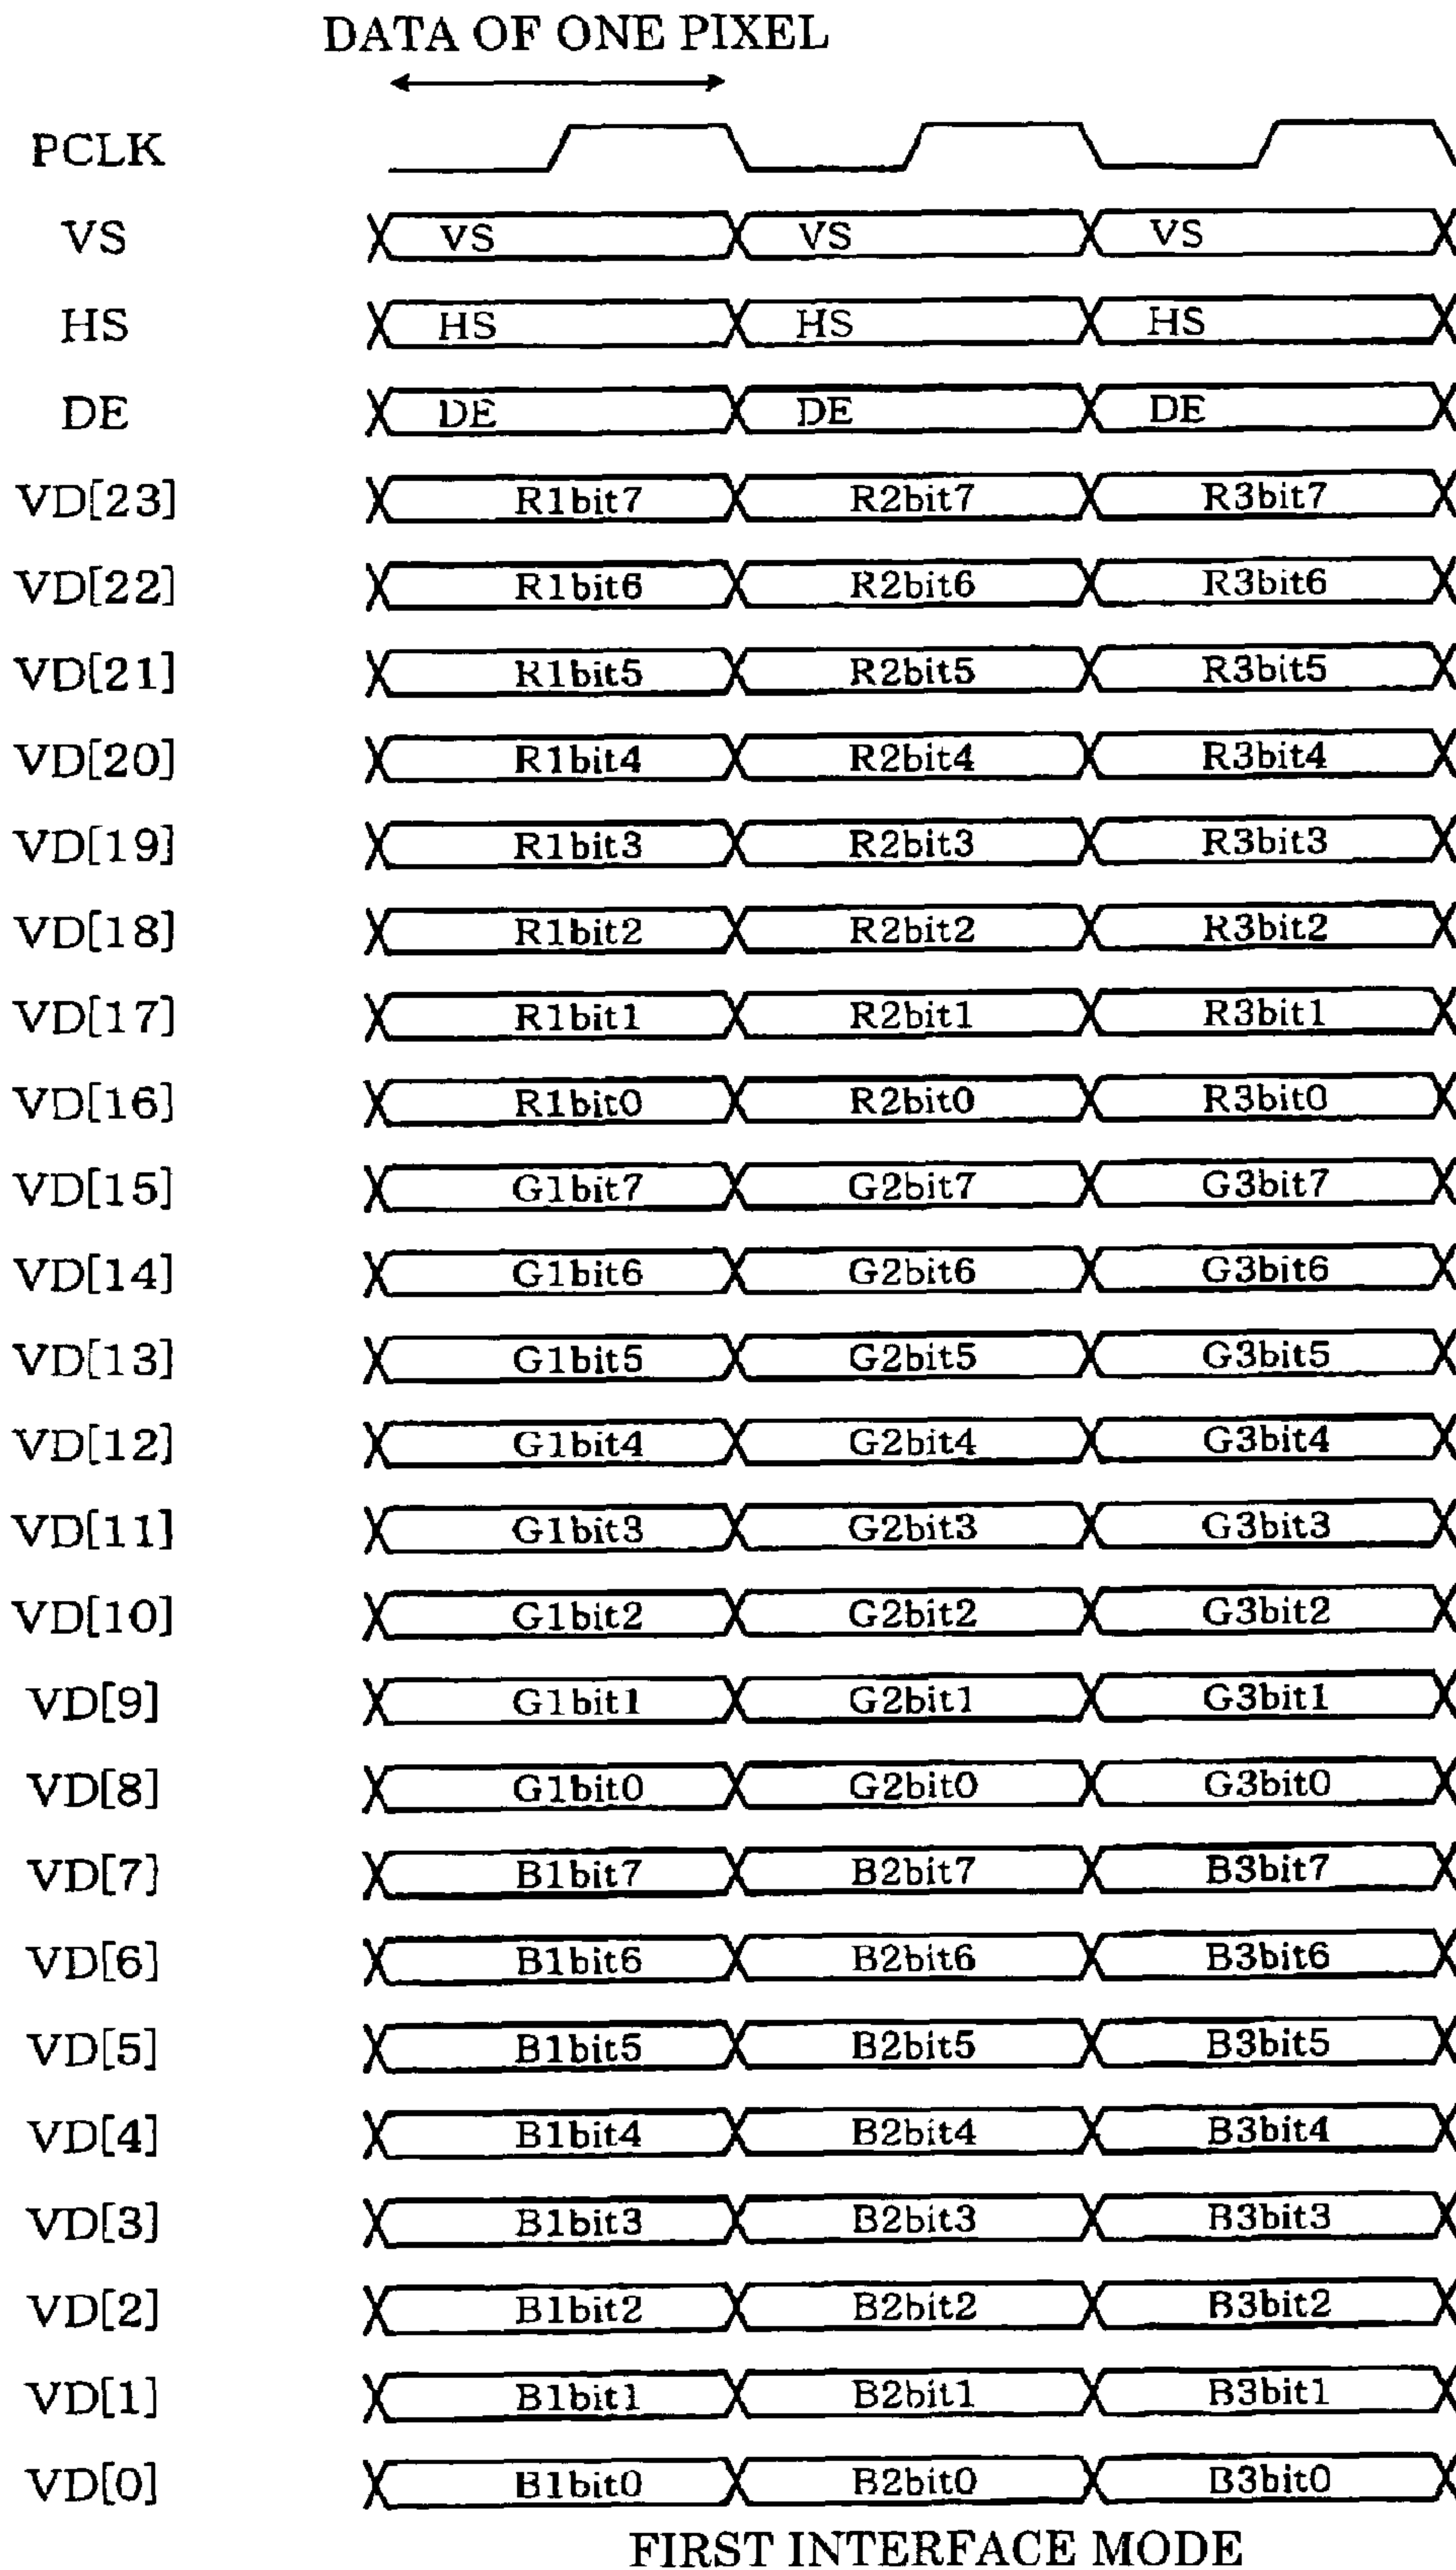 DATA OF ONE PIXEL
PCLK
VS VS VS VS
HS HS HS HS
DE DE DE DE
VD[23] R1bit7 R2bit7 R3bit7
VD[22] R1bit6 R2bit6 R3bit6
VD[21] R1bit5 R2bit5 R3bit5
VD[20] R1bit4 R2bit4 R3bit4
VD[19] R1bit3 R2bit3 R3bit3
VD[18] R1bit2 R2bit2 R3bit2
VD[17] R1bit1 R2bit1 R3bit1
VD[16] R1bit0 R2bit0 R3bit0
VD[15] G1bit7 G2bit7 G3bit7
VD[14] G1bit6 G2bit6 G3bit6
VD[13] G1bit5 G2bit5 G3bit5
VD[12] G1bit4 G2bit4 G3bit4
VD[11] G1bit3 G2bit3 G3bit3
VD[10] G1bit2 G2bit2 G3bit2
VD[9] G1bit1 G2bit1 G3bit1
VD[8] G1bit0 G2bit0 G3bit0
VD[7] B1bit7 B2bit7 B3bit7
VD[6] B1bit6 B2bit6 B3bit6
VD[5] B1bit5 B2bit5 B3bit5
VD[4] B1bit4 B2bit4 B3bit4
VD[3] B1bit3 B2bit3 B3bit3
VD[2] B1bit2 B2bit2 B3bit2
VD[1] B1bit1 B2bit1 B3bit1
VD[0] B1bit0 B2bit0 B3bit0
FIRST INTERFACE MODE